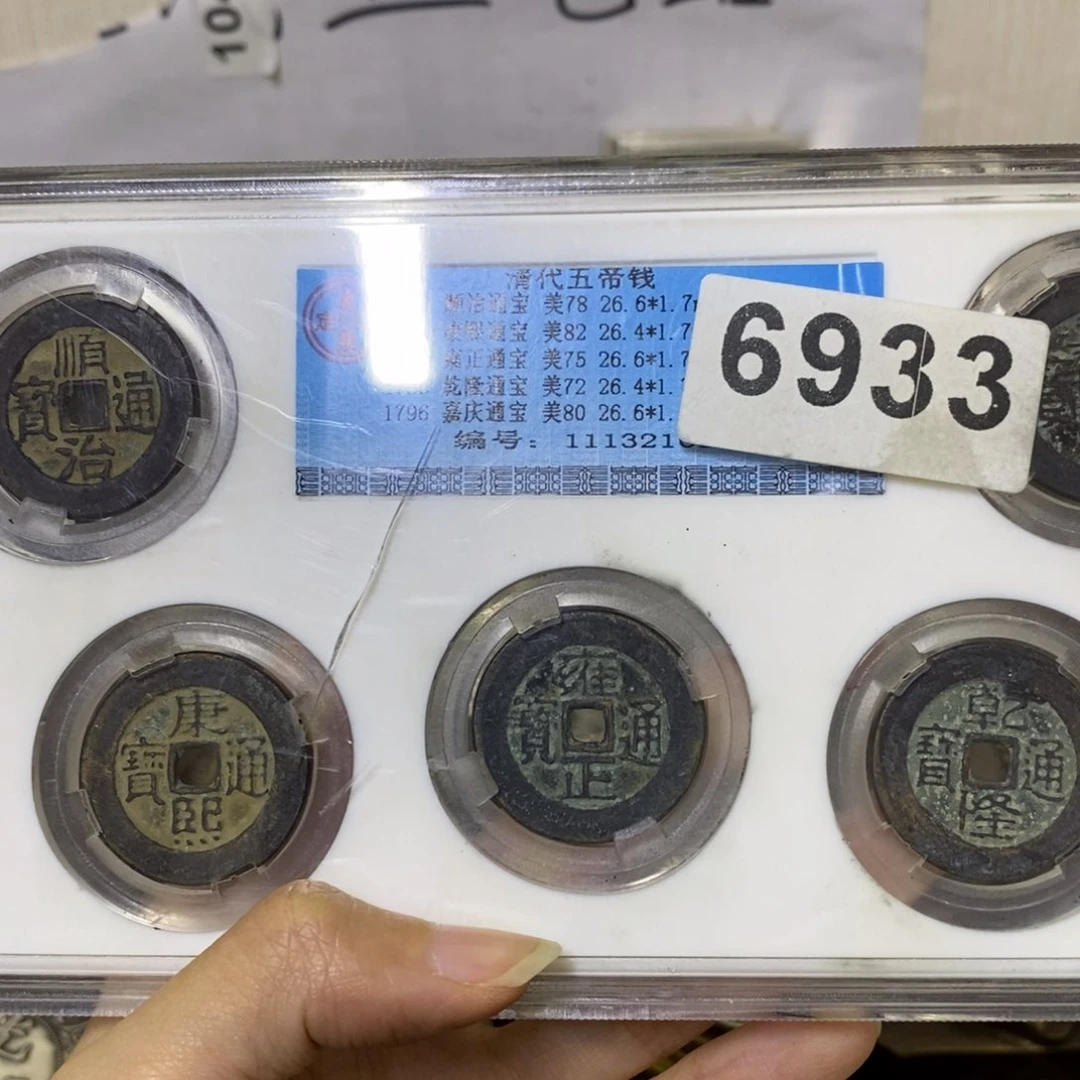 10
清代五帝钱
顺治通宝 美78 26.6*1.7
康熙通宝 美82 26.4*1.7
雍正通宝 美75 26.6*1.7
乾隆通宝 美72 26.4*1.
1796 嘉庆通宝 美80 26.6*1.
编号: 1113216
6933
順治通寶
康熙通寶
雍正通寶
乾隆通寶